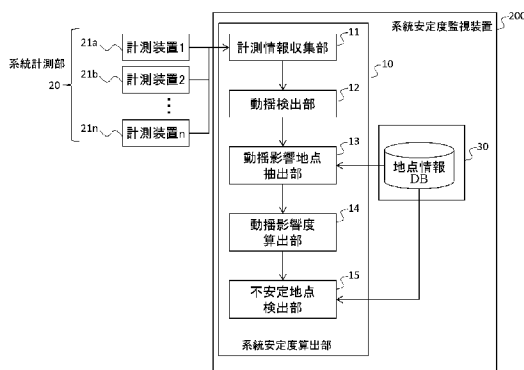 200
系統安定度監視装置
系統計測部
20
21a
計測装置1
21b
計測装置2
21n
計測装置n
11
計測情報収集部
10
12
動揺検出部
13
動揺影響地点
抽出部
30
地点情報
DB
14
動揺影響度
算出部
15
不安定地点
検出部
系統安定度算出部